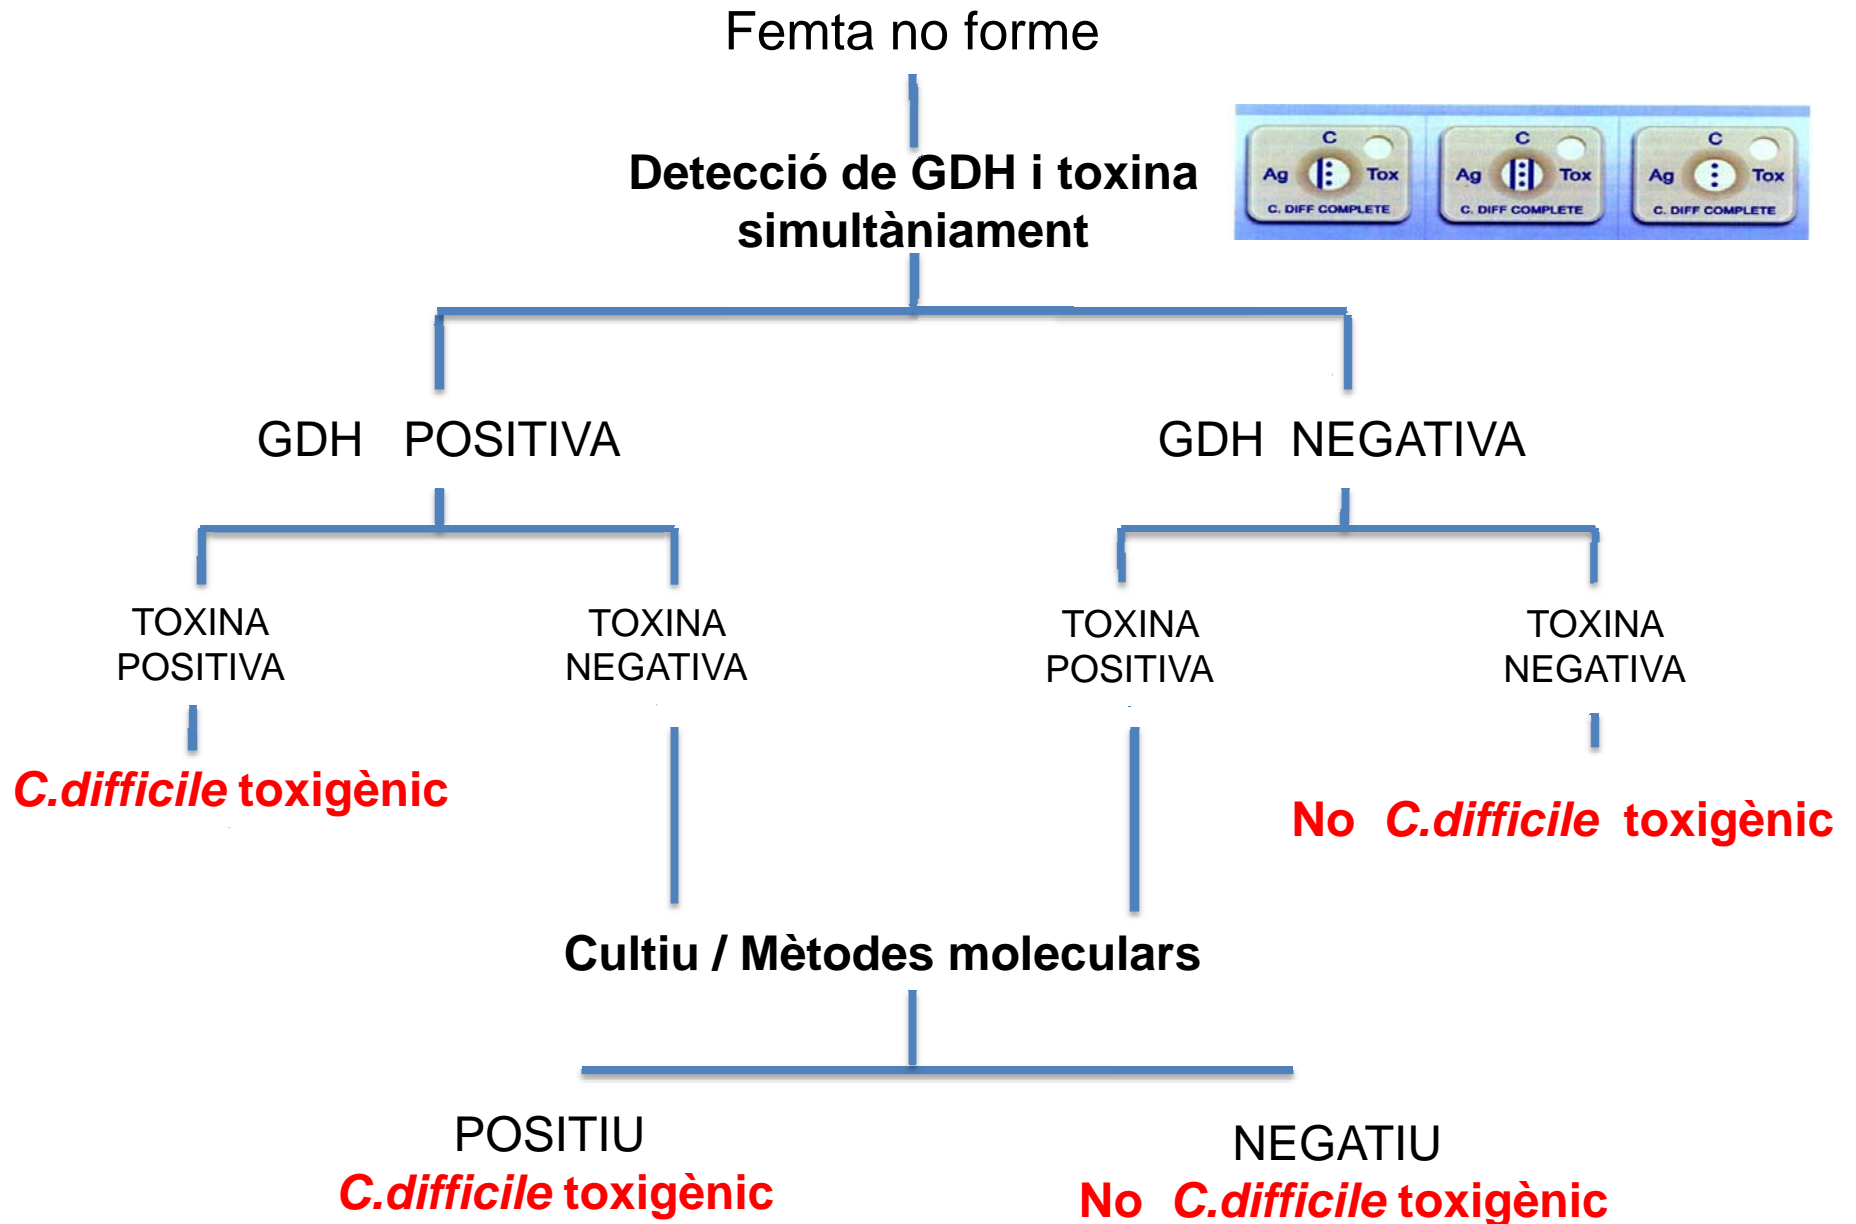 Femta no forme
Detecció de GDH i toxina
simultàniament
C
Ag Tox
C. DIFF COMPLETE
C
Ag Tox
C. DIFF COMPLETE
C
Ag Tox
C. DIFF COMPLETE
GDH POSITIVA
GDH NEGATIVA
TOXINA
POSITIVA
TOXINA
NEGATIVA
TOXINA
POSITIVA
TOXINA
NEGATIVA
C.difficile toxigènic
No C.difficile toxigènic
Cultiu / Mètodes moleculars
POSITIU
C.difficile toxigènic
NEGATIU
No C.difficile toxigènic